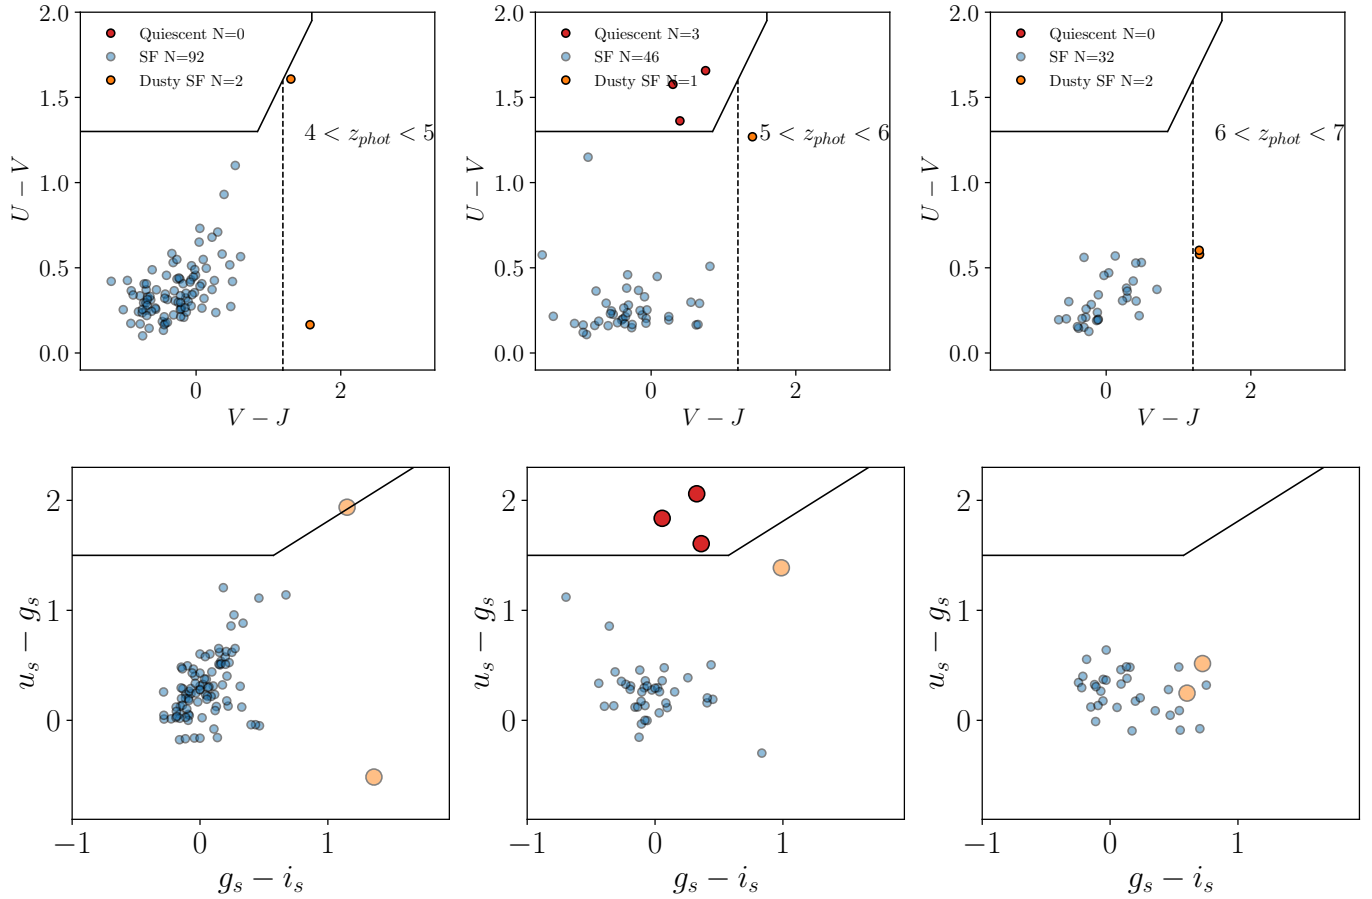 2.0
1.5
1.0
0.5
0.0
U − V
Quiescent N=0
SF N=92
Dusty SF N=2
4 < z_phot < 5
0 2
V − J
2.0
1.5
1.0
0.5
0.0
U − V
Quiescent N=3
SF N=46
Dusty SF N=1
5 < z_phot < 6
0 2
V − J
2.0
1.5
1.0
0.5
0.0
U − V
Quiescent N=0
SF N=32
Dusty SF N=2
6 < z_phot < 7
0 2
V − J
2
1
0
u_s − g_s
−1 0 1
g_s − i_s
2
1
0
u_s − g_s
−1 0 1
g_s − i_s
2
1
0
u_s − g_s
−1 0 1
g_s − i_s